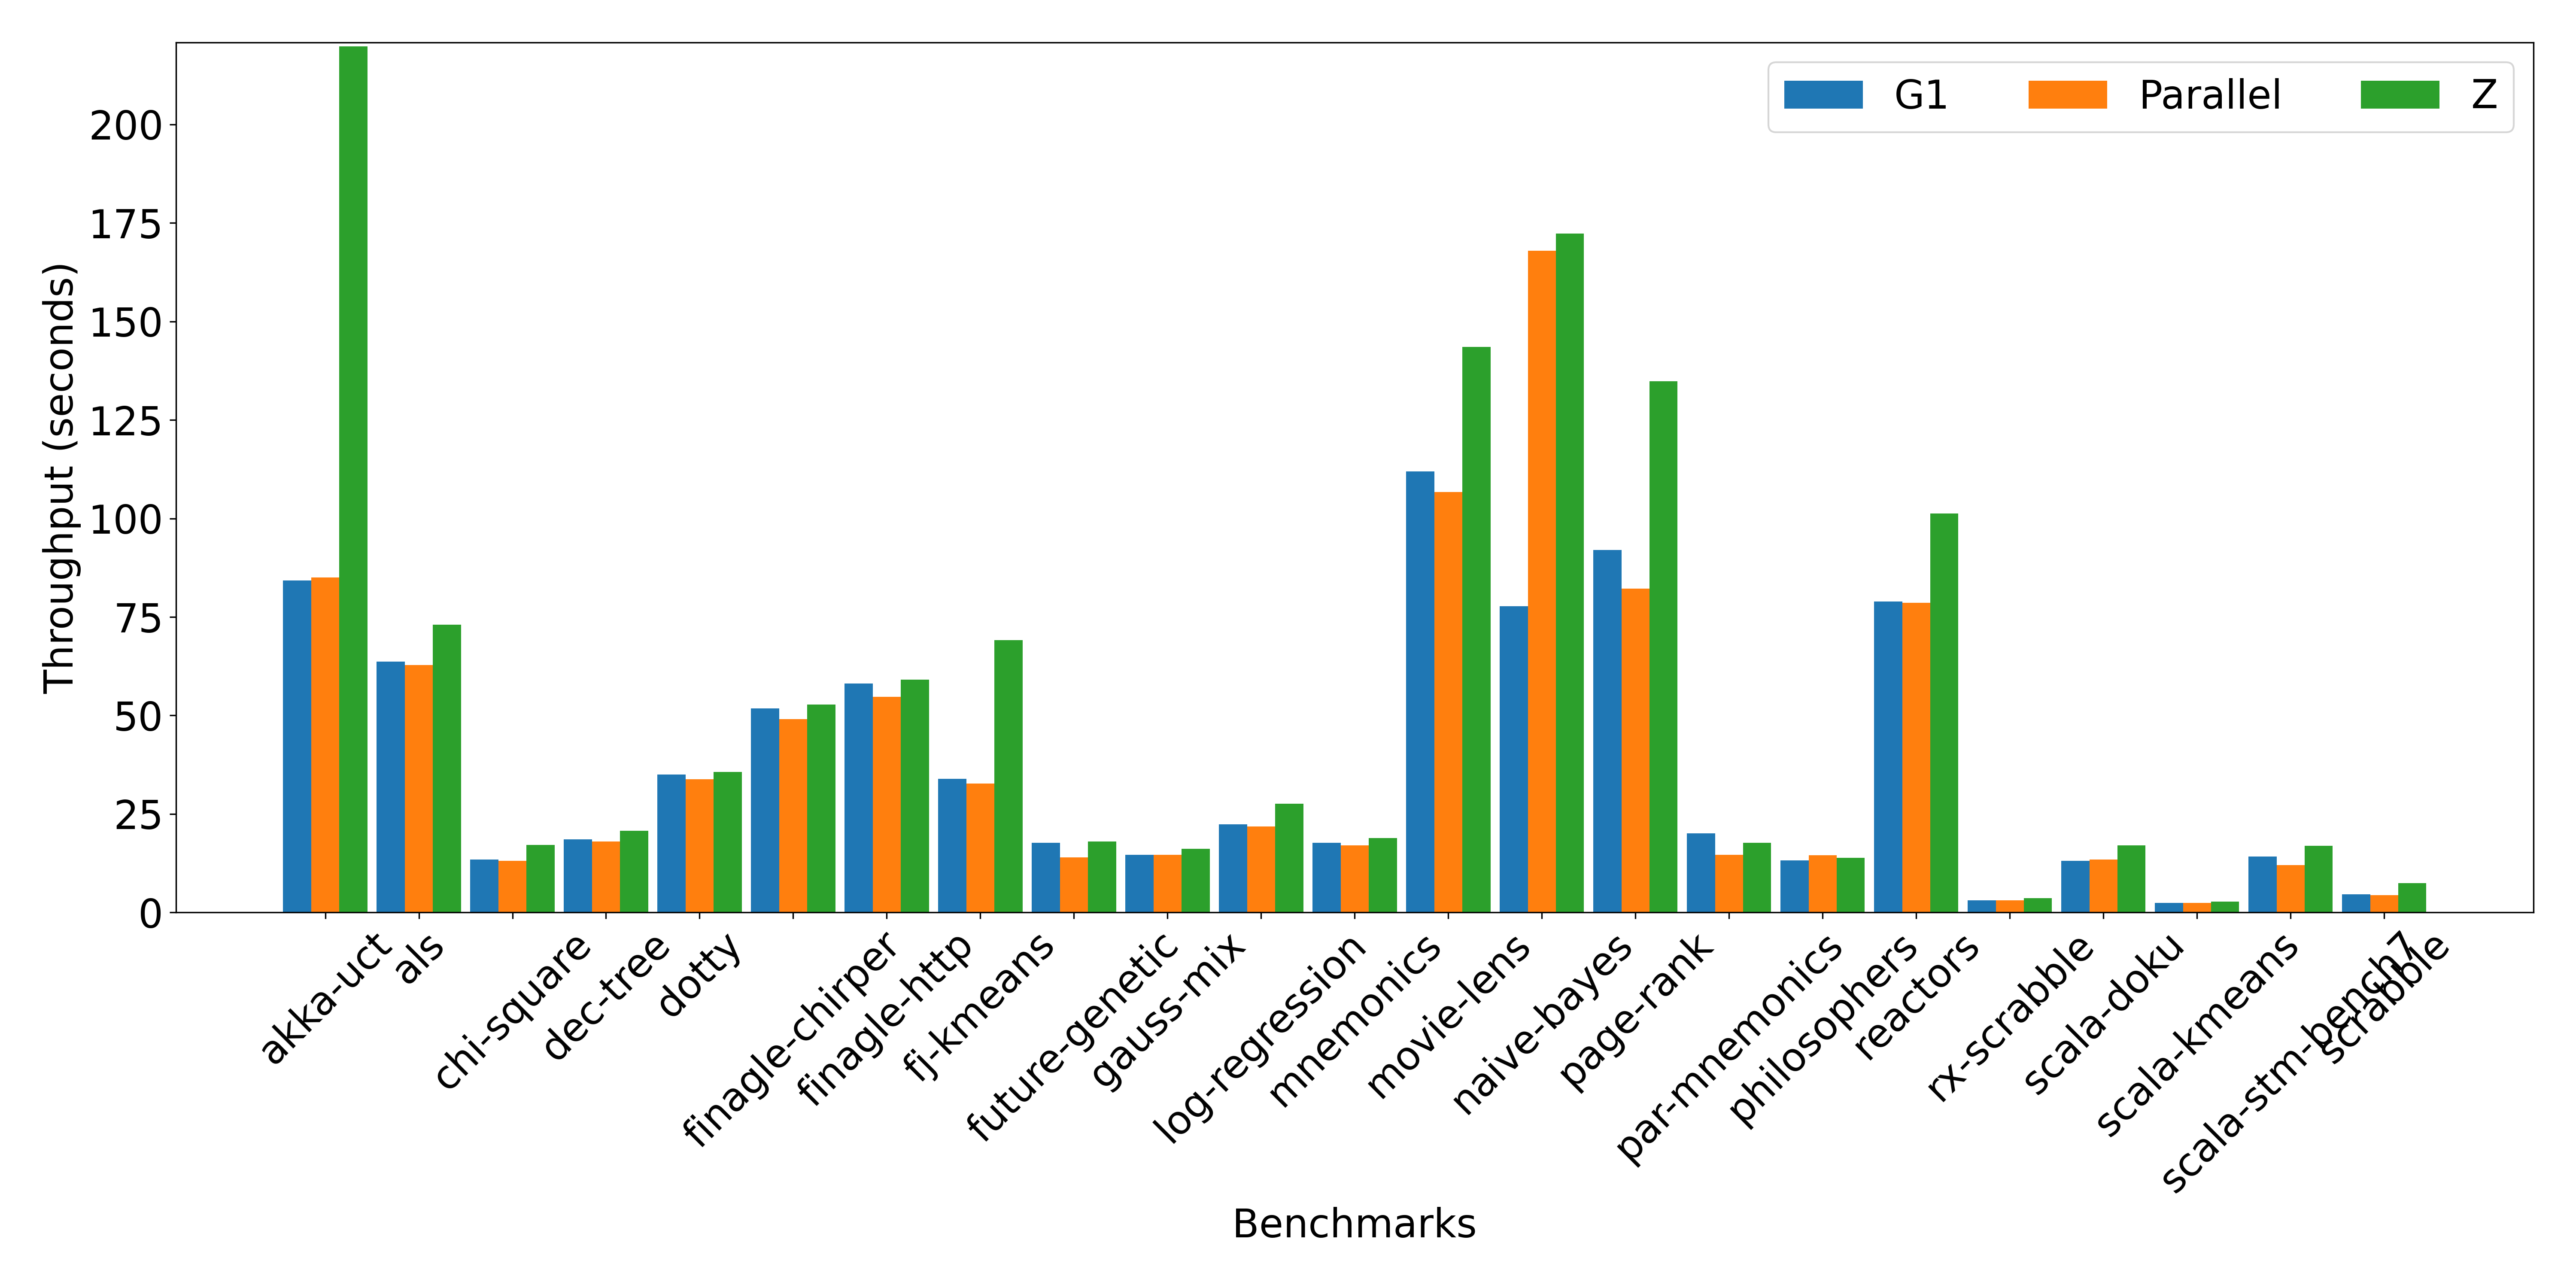 G1 Parallel Z
Throughput (seconds)
200
175
150
125
100
75
50
25
0
akka-uct
als
chi-square
dec-tree
dotty
finagle-chirper
finagle-http
fj-kmeans
future-genetic
gauss-mix
log-regression
mnemonics
movie-lens
naive-bayes
page-rank
par-mnemonics
philosophers
reactors
rx-scrabble
scala-doku
scala-kmeans
scala-stm-bench7
scrabble
Benchmarks